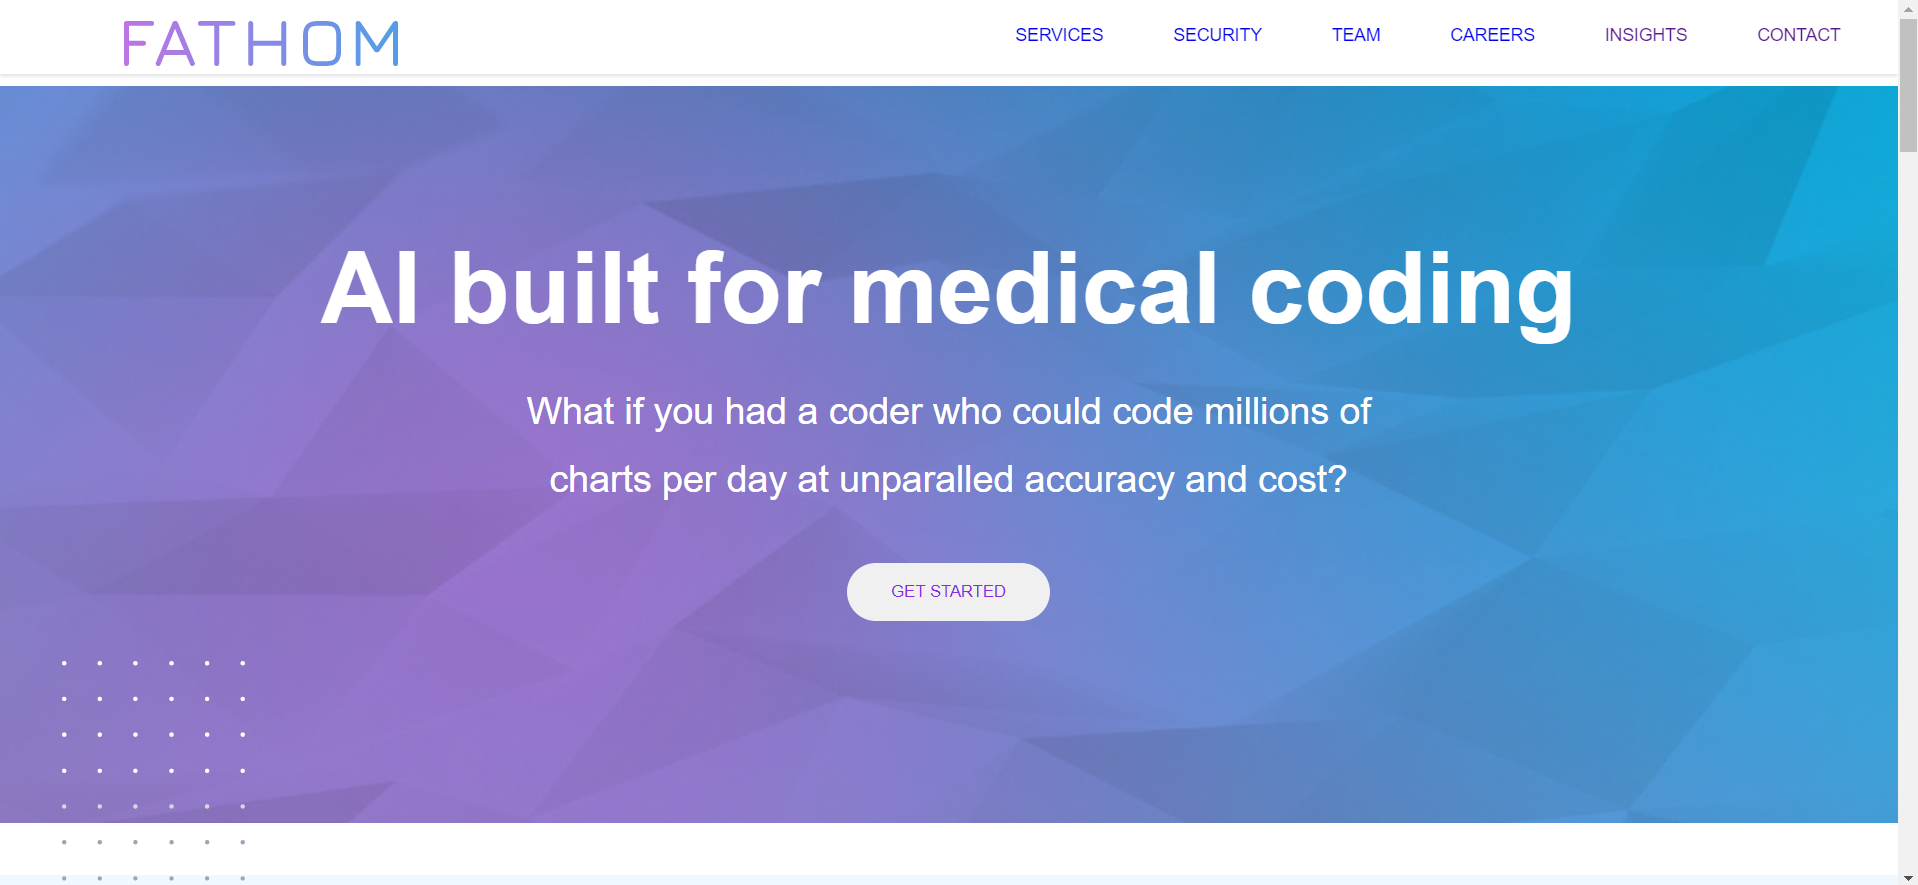 FATHOM
SERVICES SECURITY TEAM CAREERS INSIGHTS CONTACT
AI built for medical coding
What if you had a coder who could code millions of
charts per day at unparalled accuracy and cost?
GET STARTED